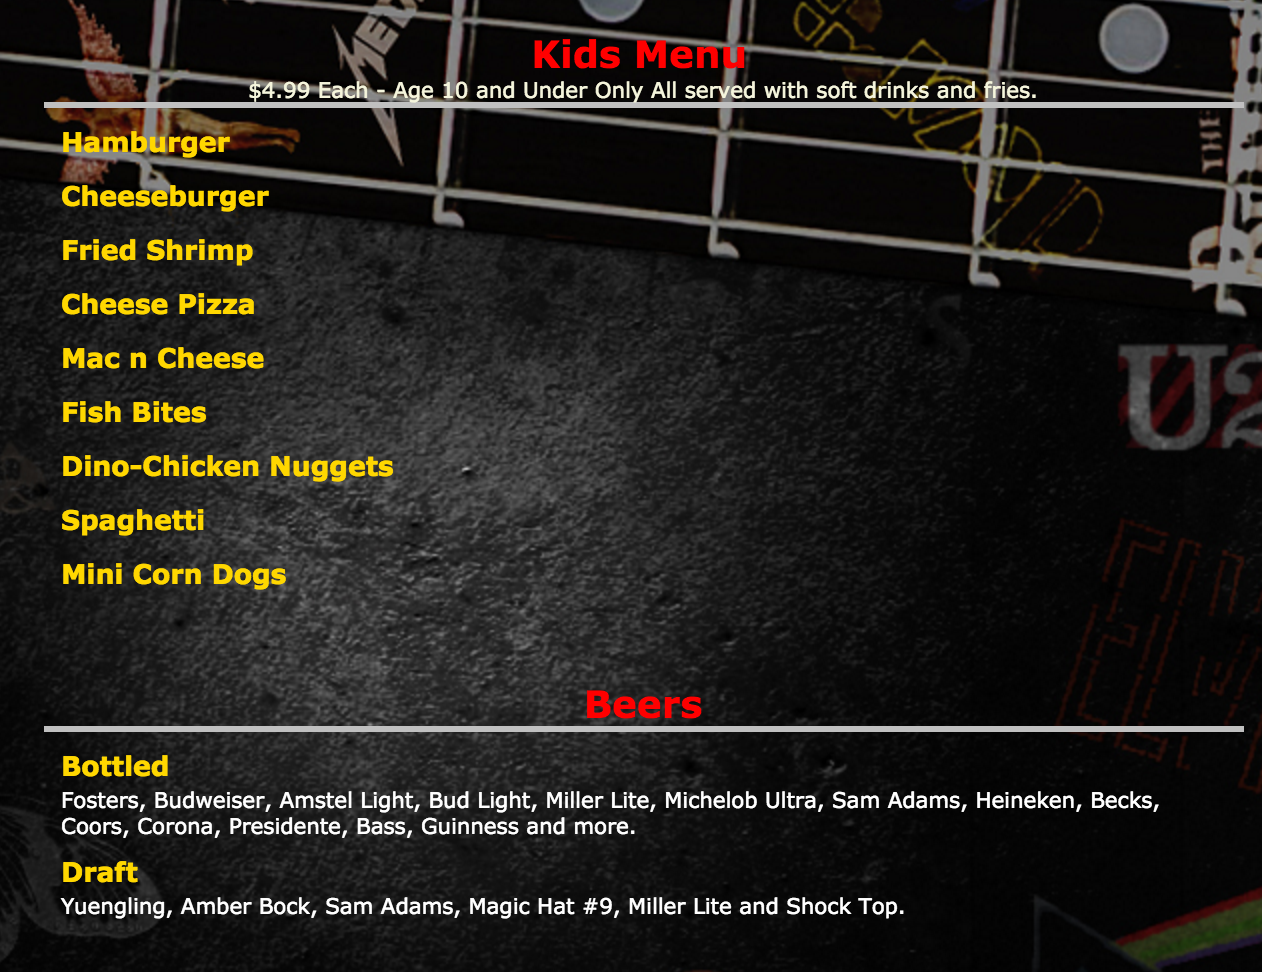 Kids Menu
$4.99 Each - Age 10 and Under Only All served with soft drinks and fries.
Hamburger
Cheeseburger
Fried Shrimp
Cheese Pizza
Mac n Cheese
Fish Bites
Dino-Chicken Nuggets
Spaghetti
Mini Corn Dogs
U2
Beers
Bottled
Fosters, Budweiser, Amstel Light, Bud Light, Miller Lite, Michelob Ultra, Sam Adams, Heineken, Becks,
Coors, Corona, Presidente, Bass, Guinness and more.
Draft
Yuengling, Amber Bock, Sam Adams, Magic Hat #9, Miller Lite and Shock Top.